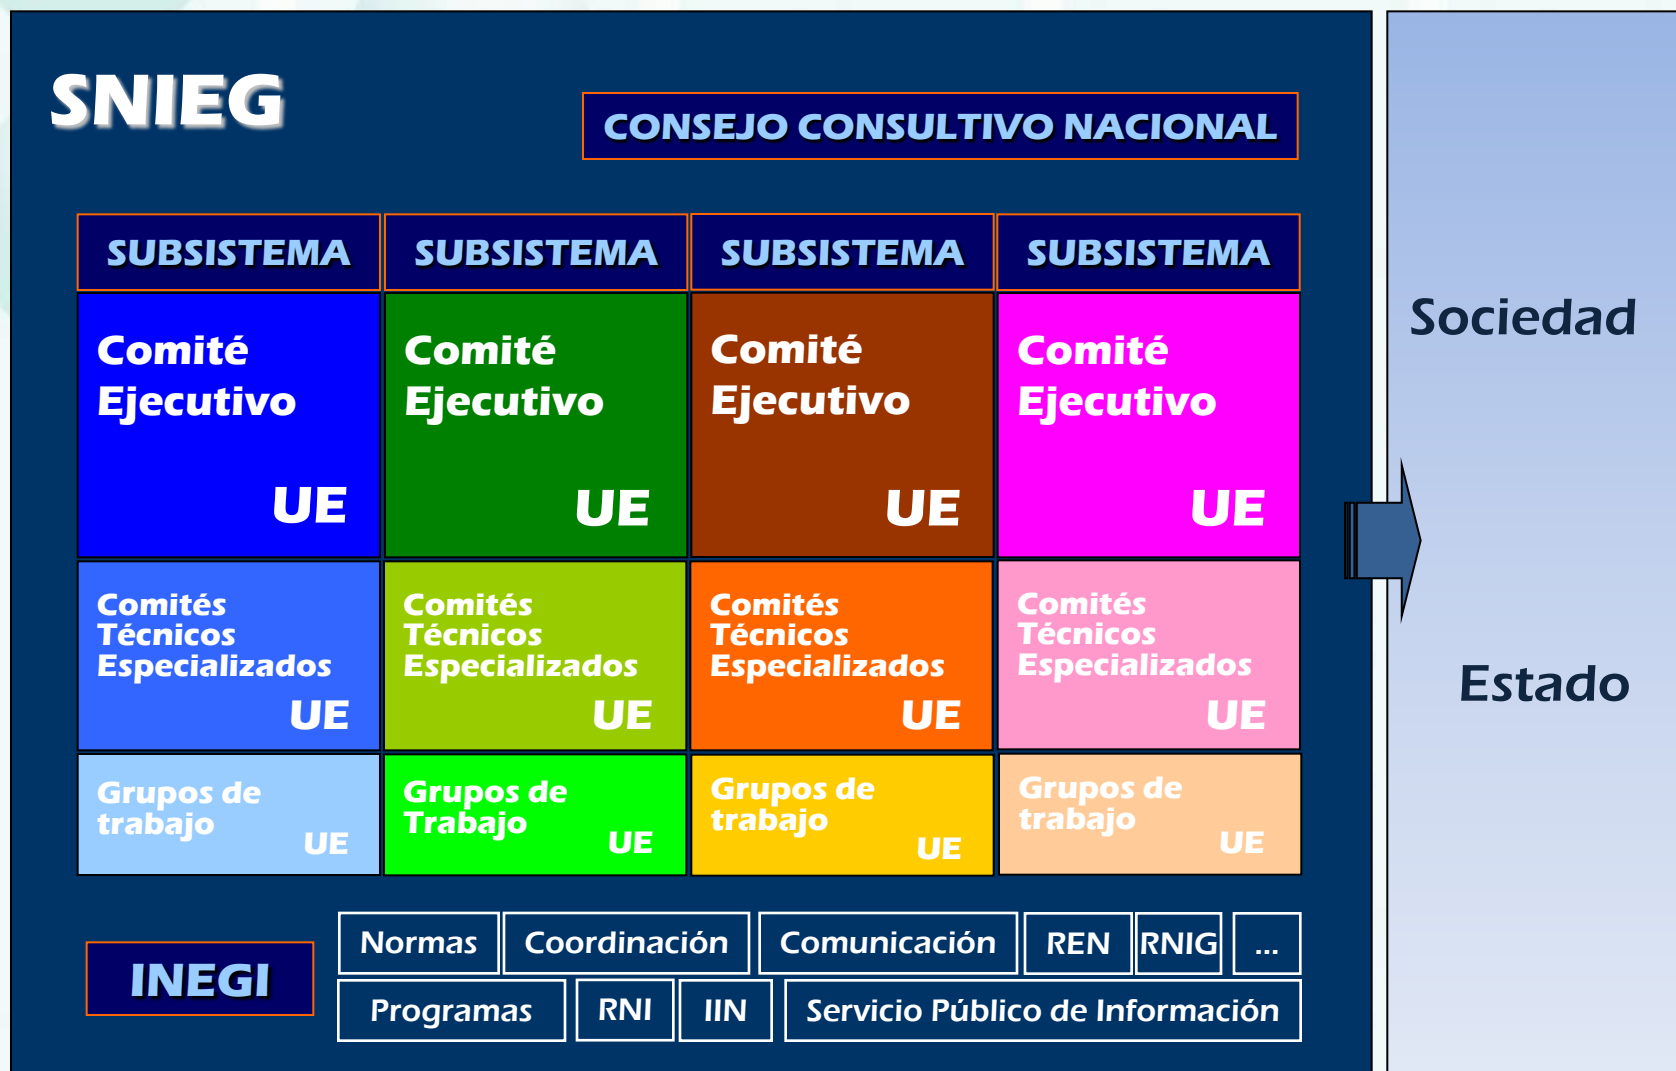 SNIEG
CONSEJO CONSULTIVO NACIONAL
SUBSISTEMA
SUBSISTEMA
SUBSISTEMA
SUBSISTEMA
Comité
Ejecutivo
UE
Comité
Ejecutivo
UE
Comité
Ejecutivo
UE
Comité
Ejecutivo
UE
Comités
Técnicos
Especializados
UE
Comités
Técnicos
Especializados
UE
Comités
Técnicos
Especializados
UE
Comités
Técnicos
Especializados
UE
Grupos de
trabajo
UE
Grupos de
Trabajo
UE
Grupos de
trabajo
UE
Grupos de
trabajo
UE
INEGI
Normas
Coordinación
Comunicación
REN
RNIG
...
Programas
RNI
IIN
Servicio Público de Información
Sociedad
Estado